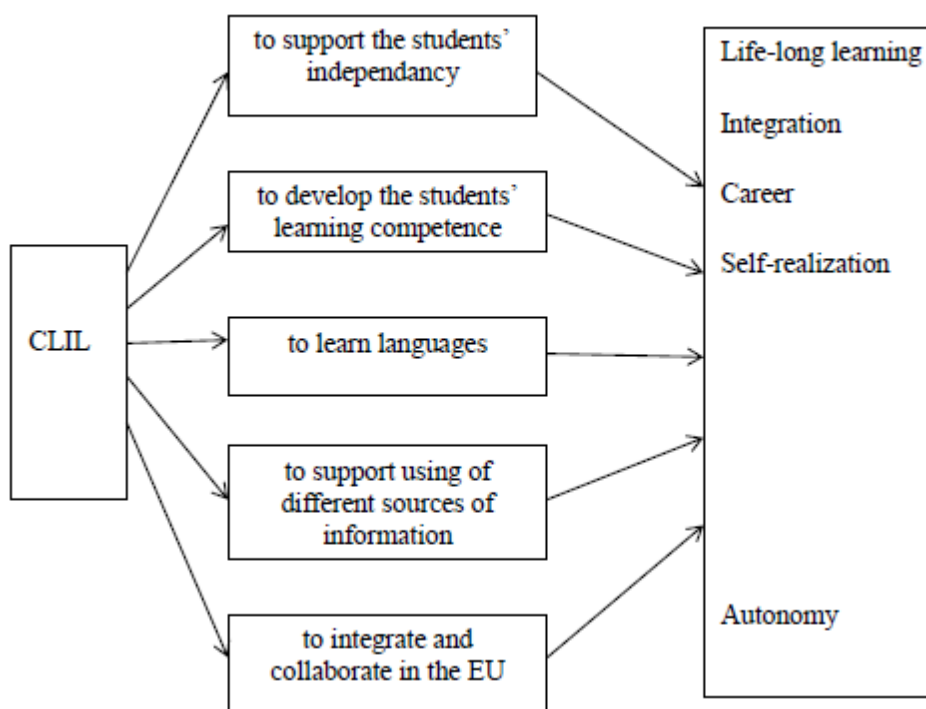 CLIL
to support the students’
independancy
to develop the students’
learning competence
to learn languages
to support using of
different sources of
information
to integrate and
collaborate in the EU
Life-long learning
Integration
Career
Self-realization
Autonomy